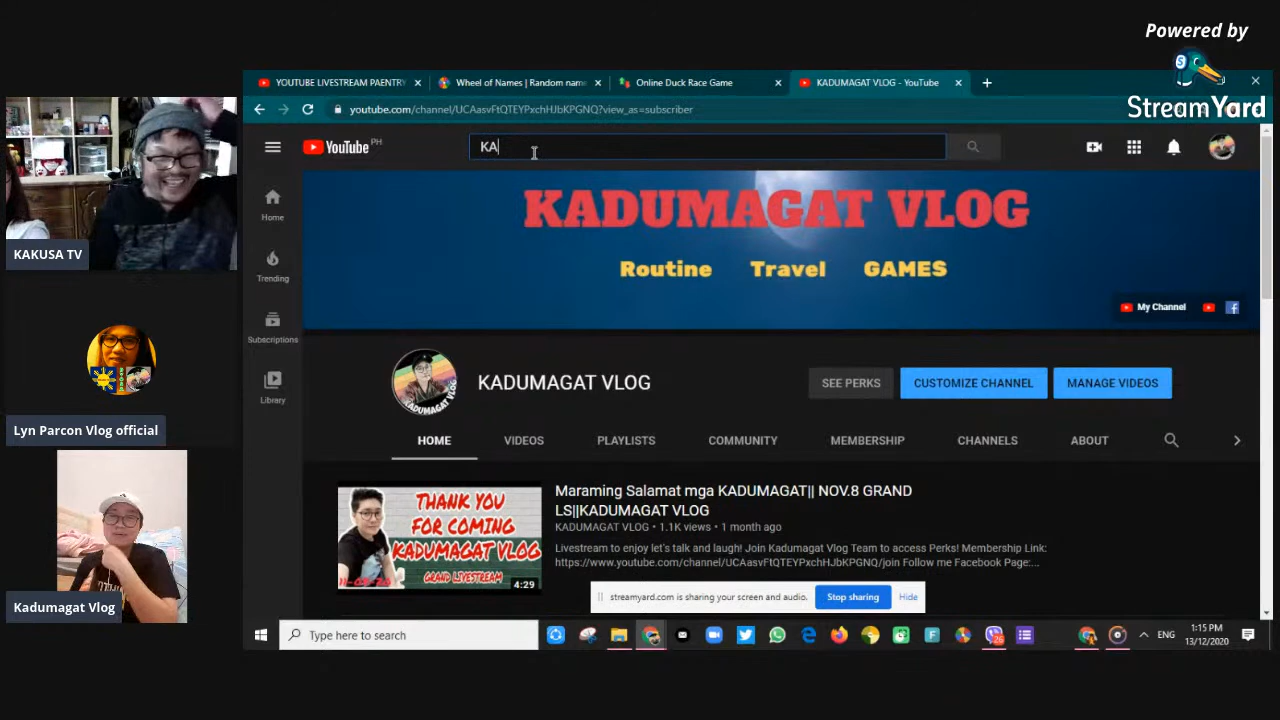 Powered by
StreamYard
YOUTUBE LIVESTREAM PAENTRY
Wheel of Names | Random name
Online Duck Race Game
KADUMAGAT VLOG - YouTube
youtube.com/channel/UCAasvFtQTEYPxchHJbKPGNQ?view_as=subscriber
YouTube PH
KA
KAKUSA TV
Lyn Parcon Vlog official
Kadumagat Vlog
Home
Trending
Subscriptions
Library
KADUMAGAT VLOG
Routine Travel GAMES
My Channel
KADUMAGAT VLOG
KADUMAGAT VLOG
SEE PERKS
CUSTOMIZE CHANNEL
MANAGE VIDEOS
HOME VIDEOS PLAYLISTS COMMUNITY MEMBERSHIP CHANNELS ABOUT
THANK YOU
FOR COMING
KADUMAGAT VLOG
GRAND LIVESTREAM
4:29
Maraming Salamat mga KADUMAGAT|| NOV.8 GRAND
LS||KADUMAGAT VLOG
KADUMAGAT VLOG • 1.1K views • 1 month ago
Livestream to enjoy let's talk and laugh! Join Kadumagat Vlog Team to access Perks! Membership Link:
https://www.youtube.com/channel/UCAasvFtQTEYPxchHJbKPGNQ/join Follow me Facebook Page:...
streamyard.com is sharing your screen and audio.
Stop sharing
Hide
Type here to search
ENG
1:15 PM
13/12/2020